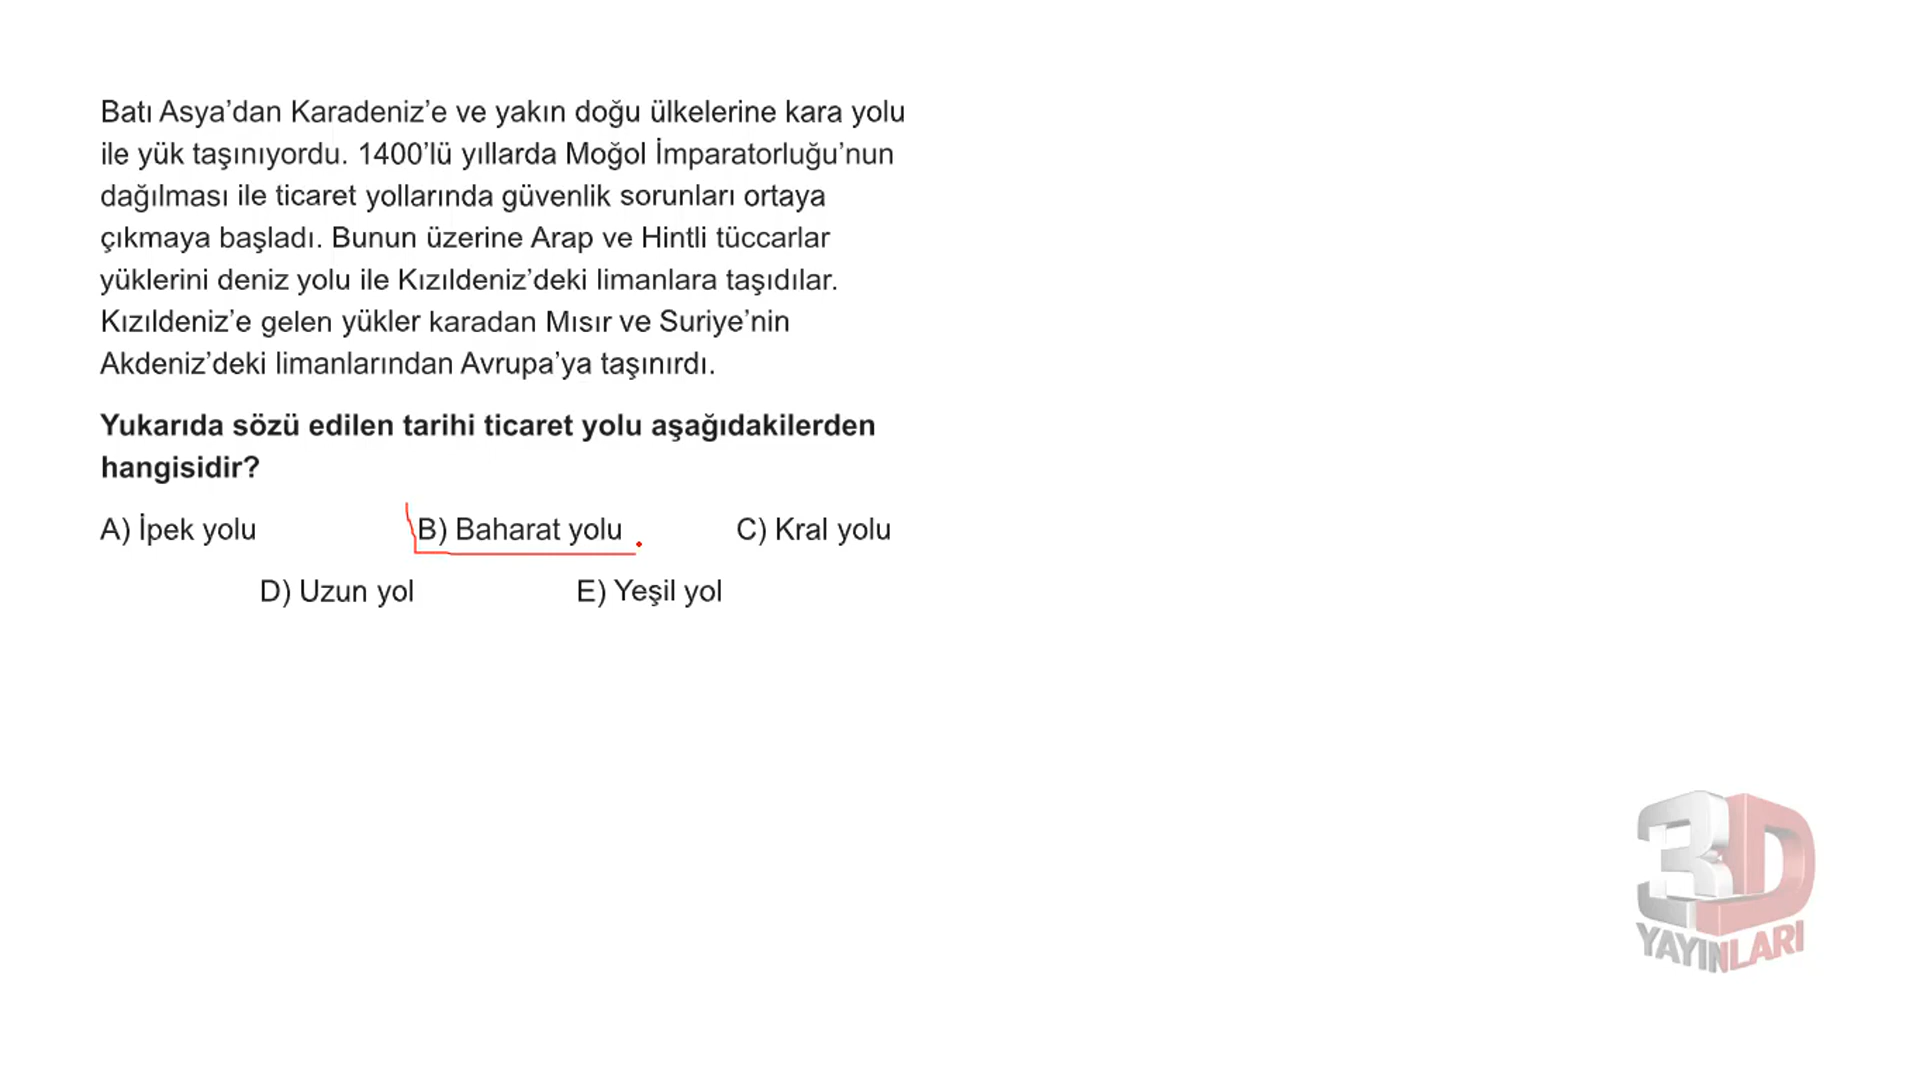 Batı Asya’dan Karadeniz’e ve yakın doğu ülkelerine kara yolu
ile yük taşınıyordu. 1400’lü yıllarda Moğol İmparatorluğu’nun
dağılması ile ticaret yollarında güvenlik sorunları ortaya
çıkmaya başladı. Bunun üzerine Arap ve Hintli tüccarlar
yüklerini deniz yolu ile Kızıldeniz’deki limanlara taşıdılar.
Kızıldeniz’e gelen yükler karadan Mısır ve Suriye’nin
Akdeniz’deki limanlarından Avrupa’ya taşınırdı.
Yukarıda sözü edilen tarihi ticaret yolu aşağıdakilerden
hangisidir?
A) İpek yolu B) Baharat yolu C) Kral yolu
D) Uzun yol E) Yeşil yol
3D
YAYINLARI